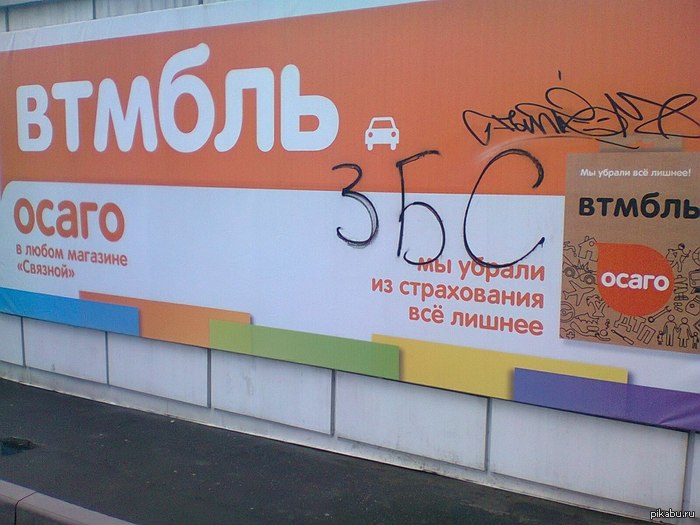 втмбль
осаго
в любом магазине
«Связной»
ЗБС
мы убрали
из страхования
всё лишнее
Мы убрали всё лишнее!
втмбль
осаго
pikabu.ru